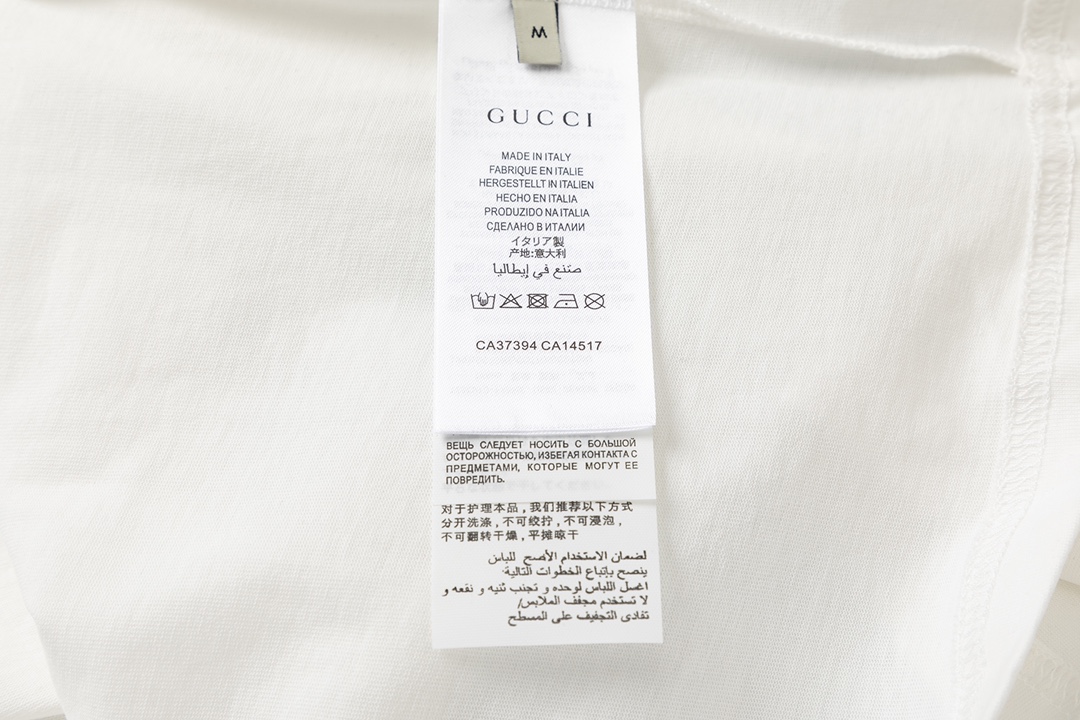 M
GUCCI
MADE IN ITALY
FABRIQUE EN ITALIE
HERGESTELLT IN ITALIEN
HECHO EN ITALIA
PRODUZIDO NA ITALIA
СДЕЛАНО В ИТАЛИИ
イタリア製
产地:意大利
صنع في إيطاليا
CA37394 CA14517
ВЕЩЬ СЛЕДУЕТ НОСИТЬ С БОЛЬШОЙ
ОСТОРОЖНОСТЬЮ, ИЗБЕГАЯ КОНТАКТА С
ПРЕДМЕТАМИ, КОТОРЫЕ МОГУТ ЕЕ
ПОВРЕДИТЬ.
对于护理本品，我们推荐以下方式
分开洗涤，不可绞拧，不可浸泡，
不可翻转干燥，平摊晾干
لضمان الاستخدام الأصح للباس
ينصح بإتباع الخطوات التالية:
اغسل اللباس لوحده و تجنب ثنيه و نقعه و
لا تستخدم مجفف الملابس/
تفادى التجفيف على المسطح